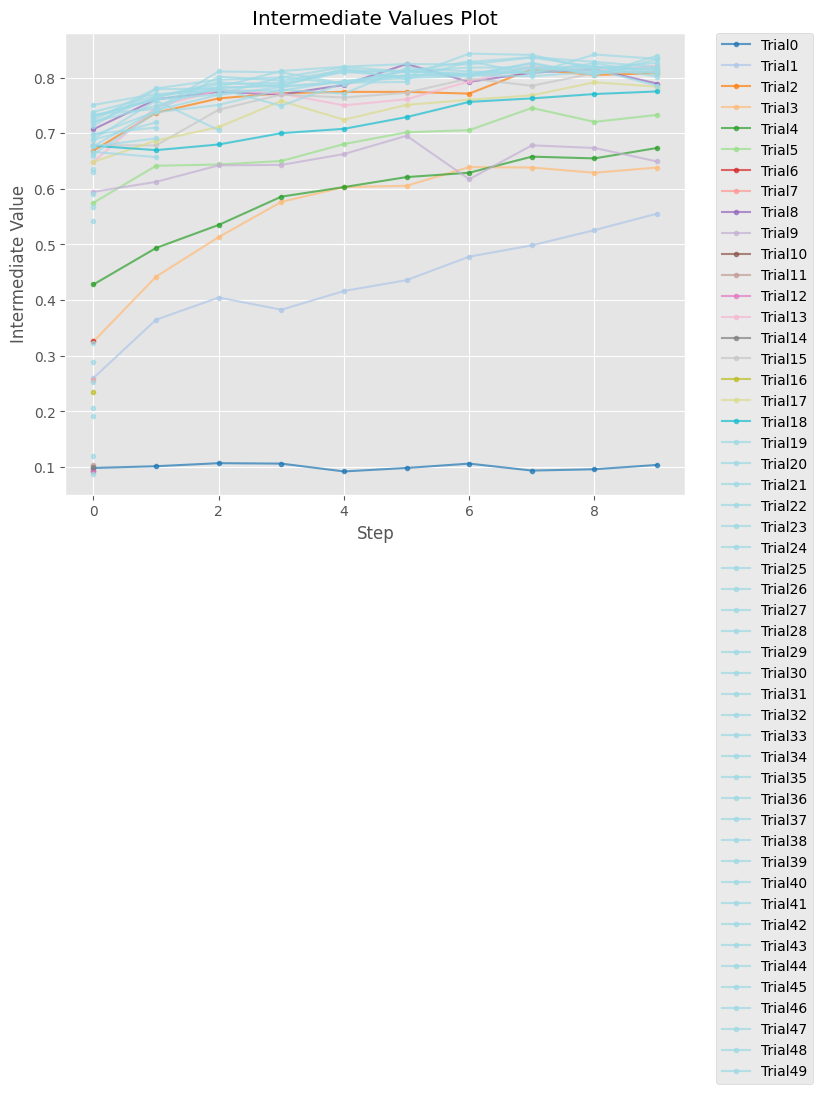 Intermediate Values Plot
Intermediate Value
0.8
0.7
0.6
0.5
0.4
0.3
0.2
0.1
0 2 4 6 8
Step
Trial0
Trial1
Trial2
Trial3
Trial4
Trial5
Trial6
Trial7
Trial8
Trial9
Trial10
Trial11
Trial12
Trial13
Trial14
Trial15
Trial16
Trial17
Trial18
Trial19
Trial20
Trial21
Trial22
Trial23
Trial24
Trial25
Trial26
Trial27
Trial28
Trial29
Trial30
Trial31
Trial32
Trial33
Trial34
Trial35
Trial36
Trial37
Trial38
Trial39
Trial40
Trial41
Trial42
Trial43
Trial44
Trial45
Trial46
Trial47
Trial48
Trial49